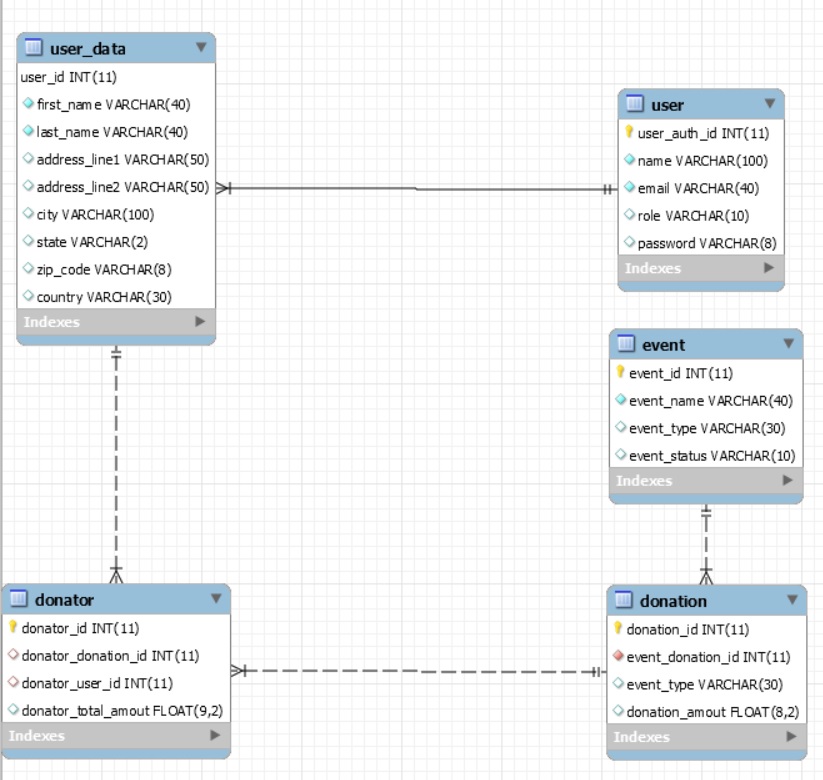 user_data
user_id INT(11)
first_name VARCHAR(40)
last_name VARCHAR(40)
address_line1 VARCHAR(50)
address_line2 VARCHAR(50)
city VARCHAR(100)
state VARCHAR(2)
zip_code VARCHAR(8)
country VARCHAR(30)
Indexes
user
user_auth_id INT(11)
name VARCHAR(100)
email VARCHAR(40)
role VARCHAR(10)
password VARCHAR(8)
Indexes
event
event_id INT(11)
event_name VARCHAR(40)
event_type VARCHAR(30)
event_status VARCHAR(10)
Indexes
donator
donator_id INT(11)
donator_donation_id INT(11)
donator_user_id INT(11)
donator_total_amout FLOAT(9,2)
Indexes
donation
donation_id INT(11)
event_donation_id INT(11)
event_type VARCHAR(30)
donation_amout FLOAT(8,2)
Indexes